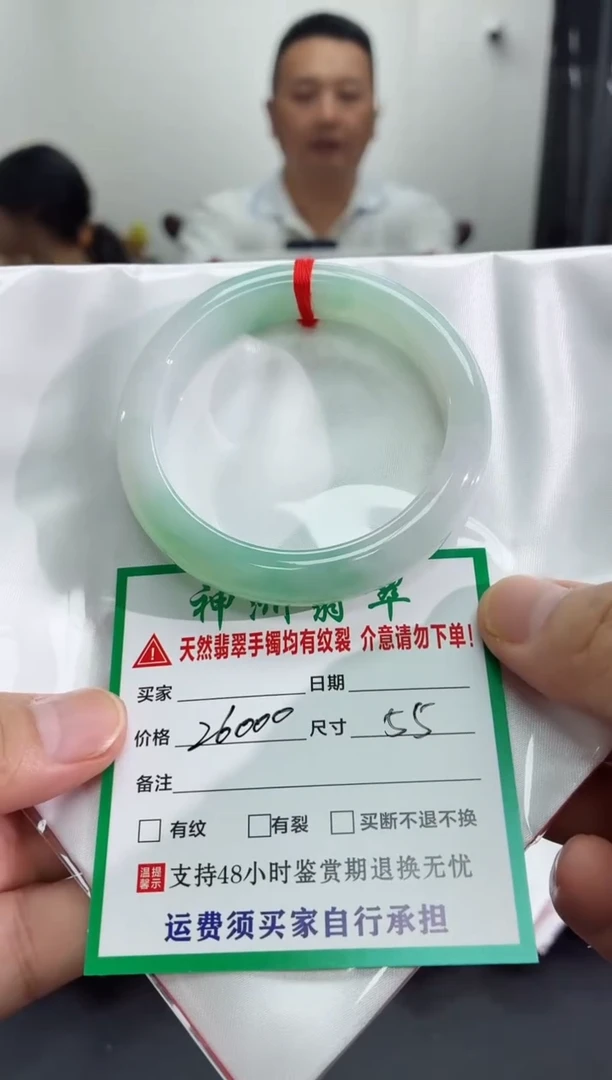 神洲翡翠
天然翡翠手镯均有纹裂 介意请勿下单!
买家 日期
价格 26000 尺寸 55
备注
有纹 有裂 买断不退不换
温馨提示 支持48小时鉴赏期退换无忧
运费须买家自行承担